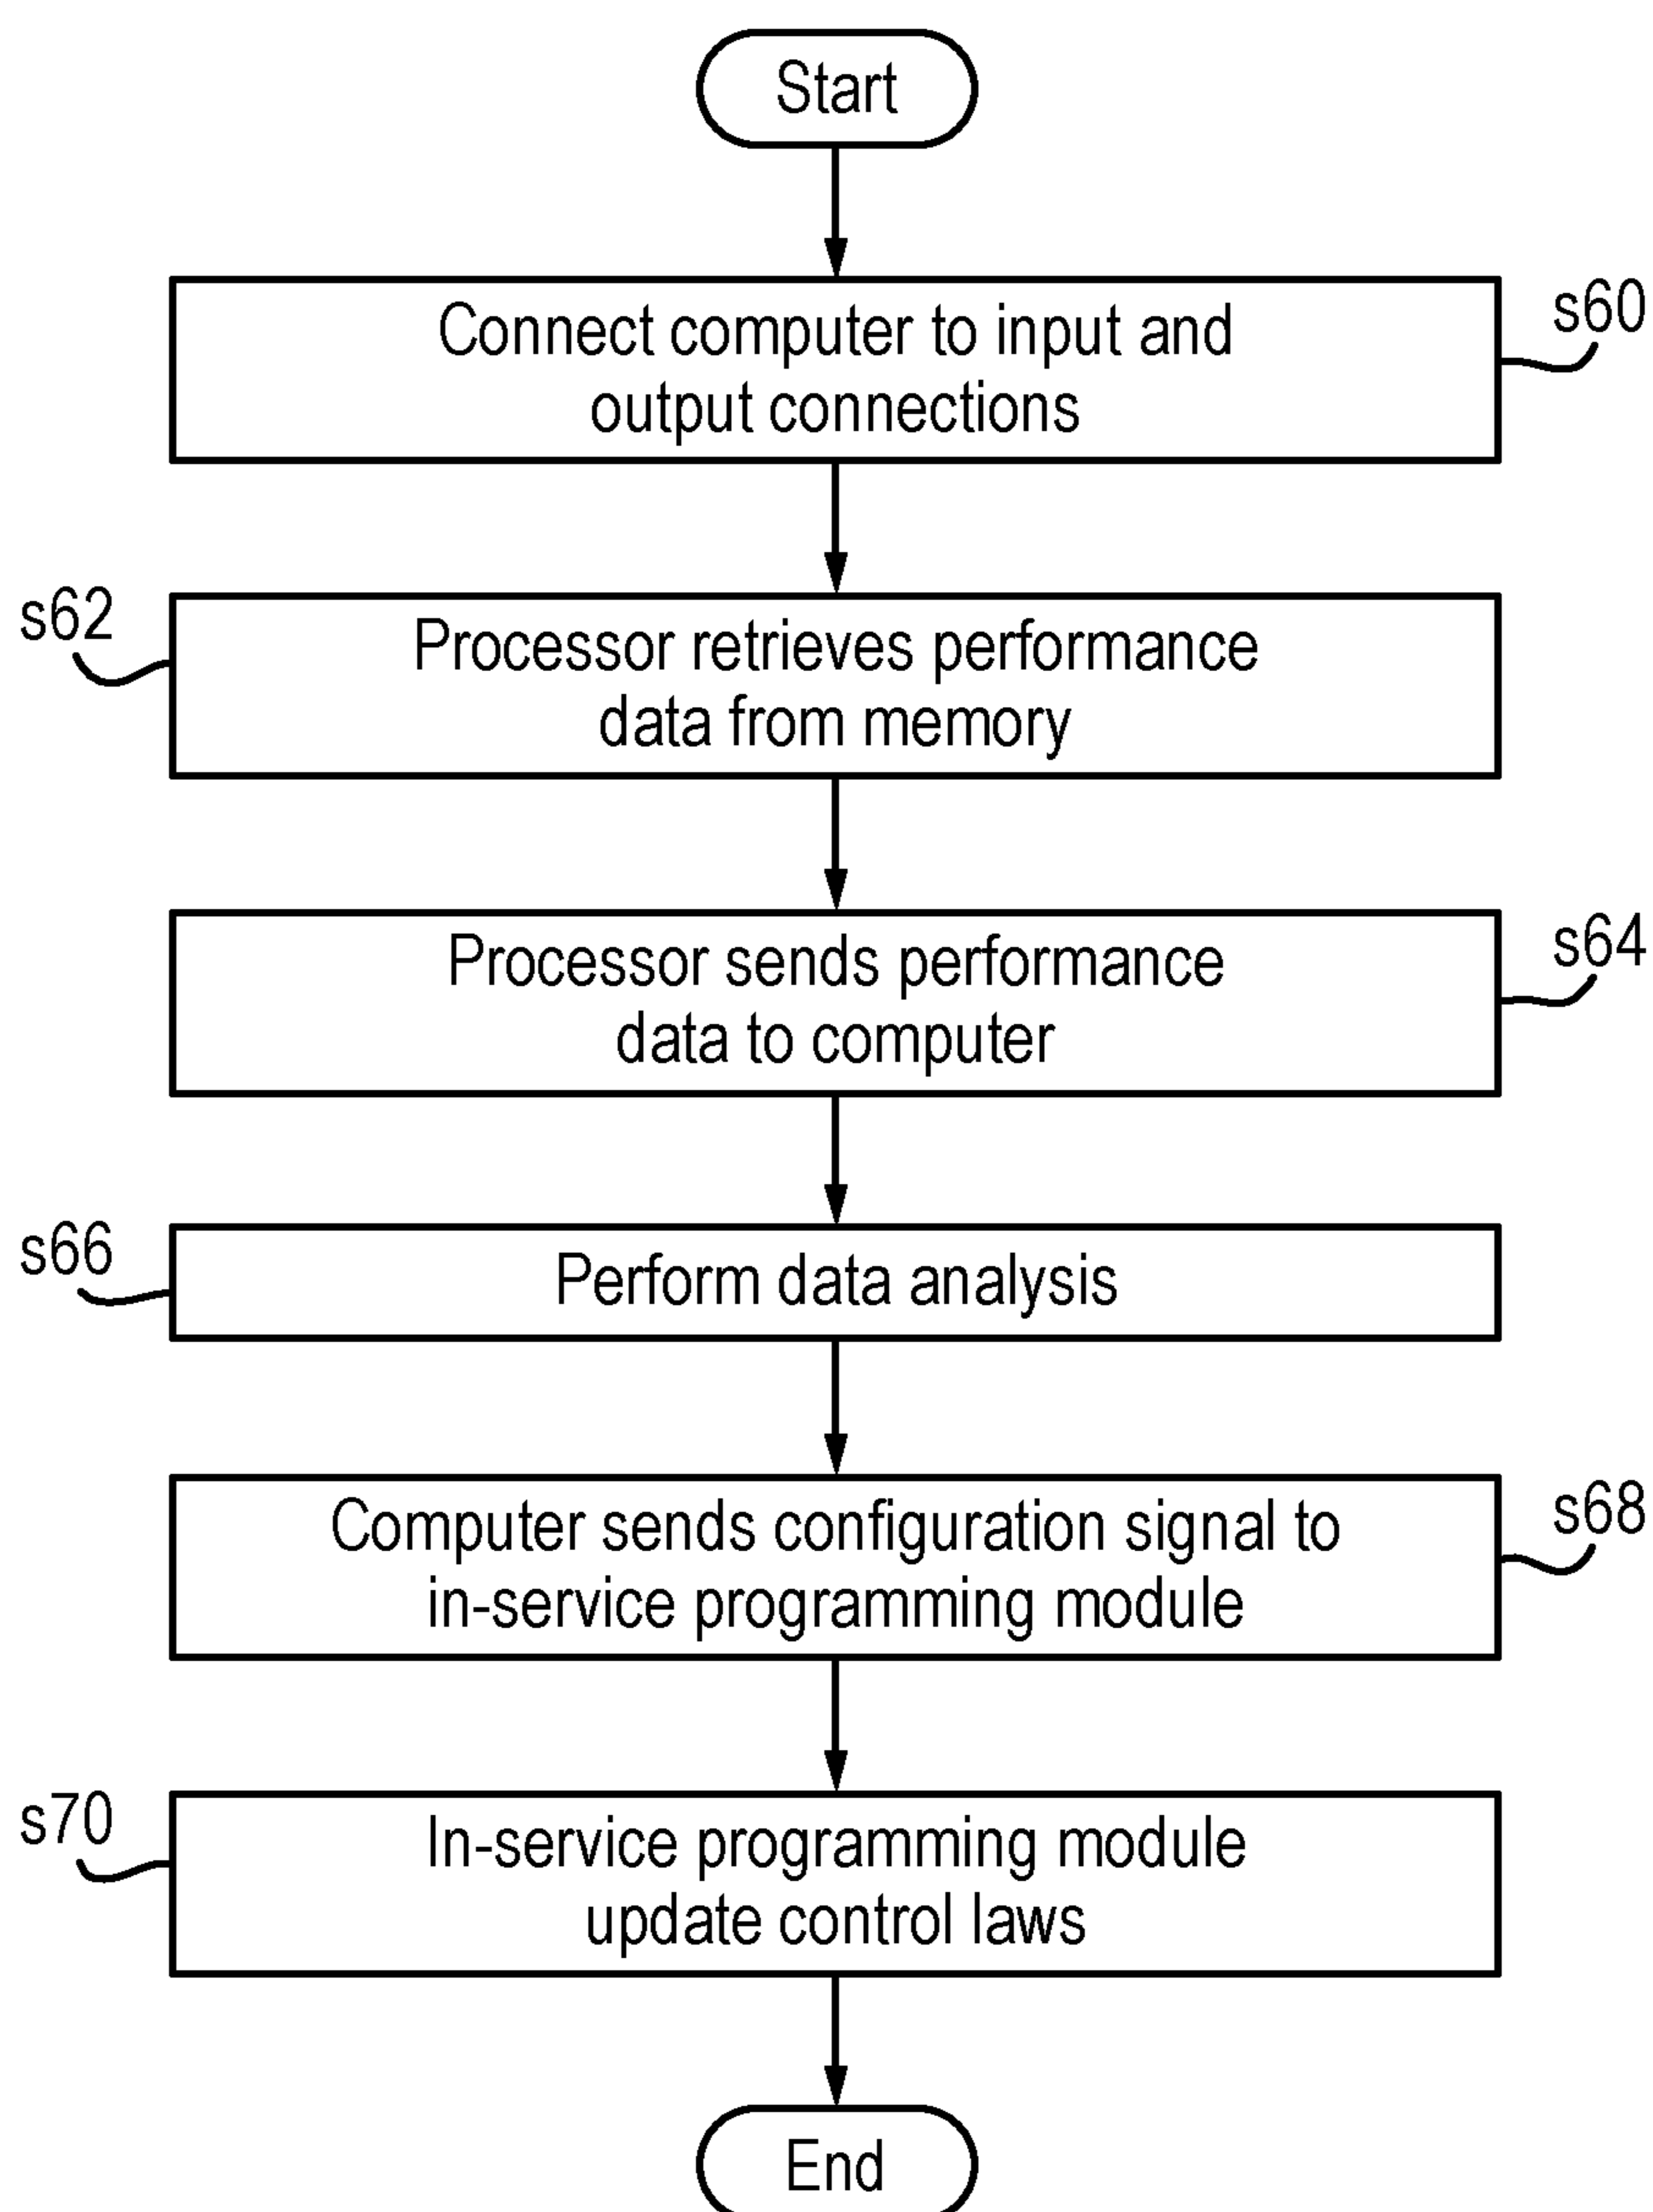 Start
Connect computer to input and
output connections
s60
s62
Processor retrieves performance
data from memory
Processor sends performance
data to computer
s64
s66
Perform data analysis
Computer sends configuration signal to
in-service programming module
s68
s70
In-service programming module
update control laws
End